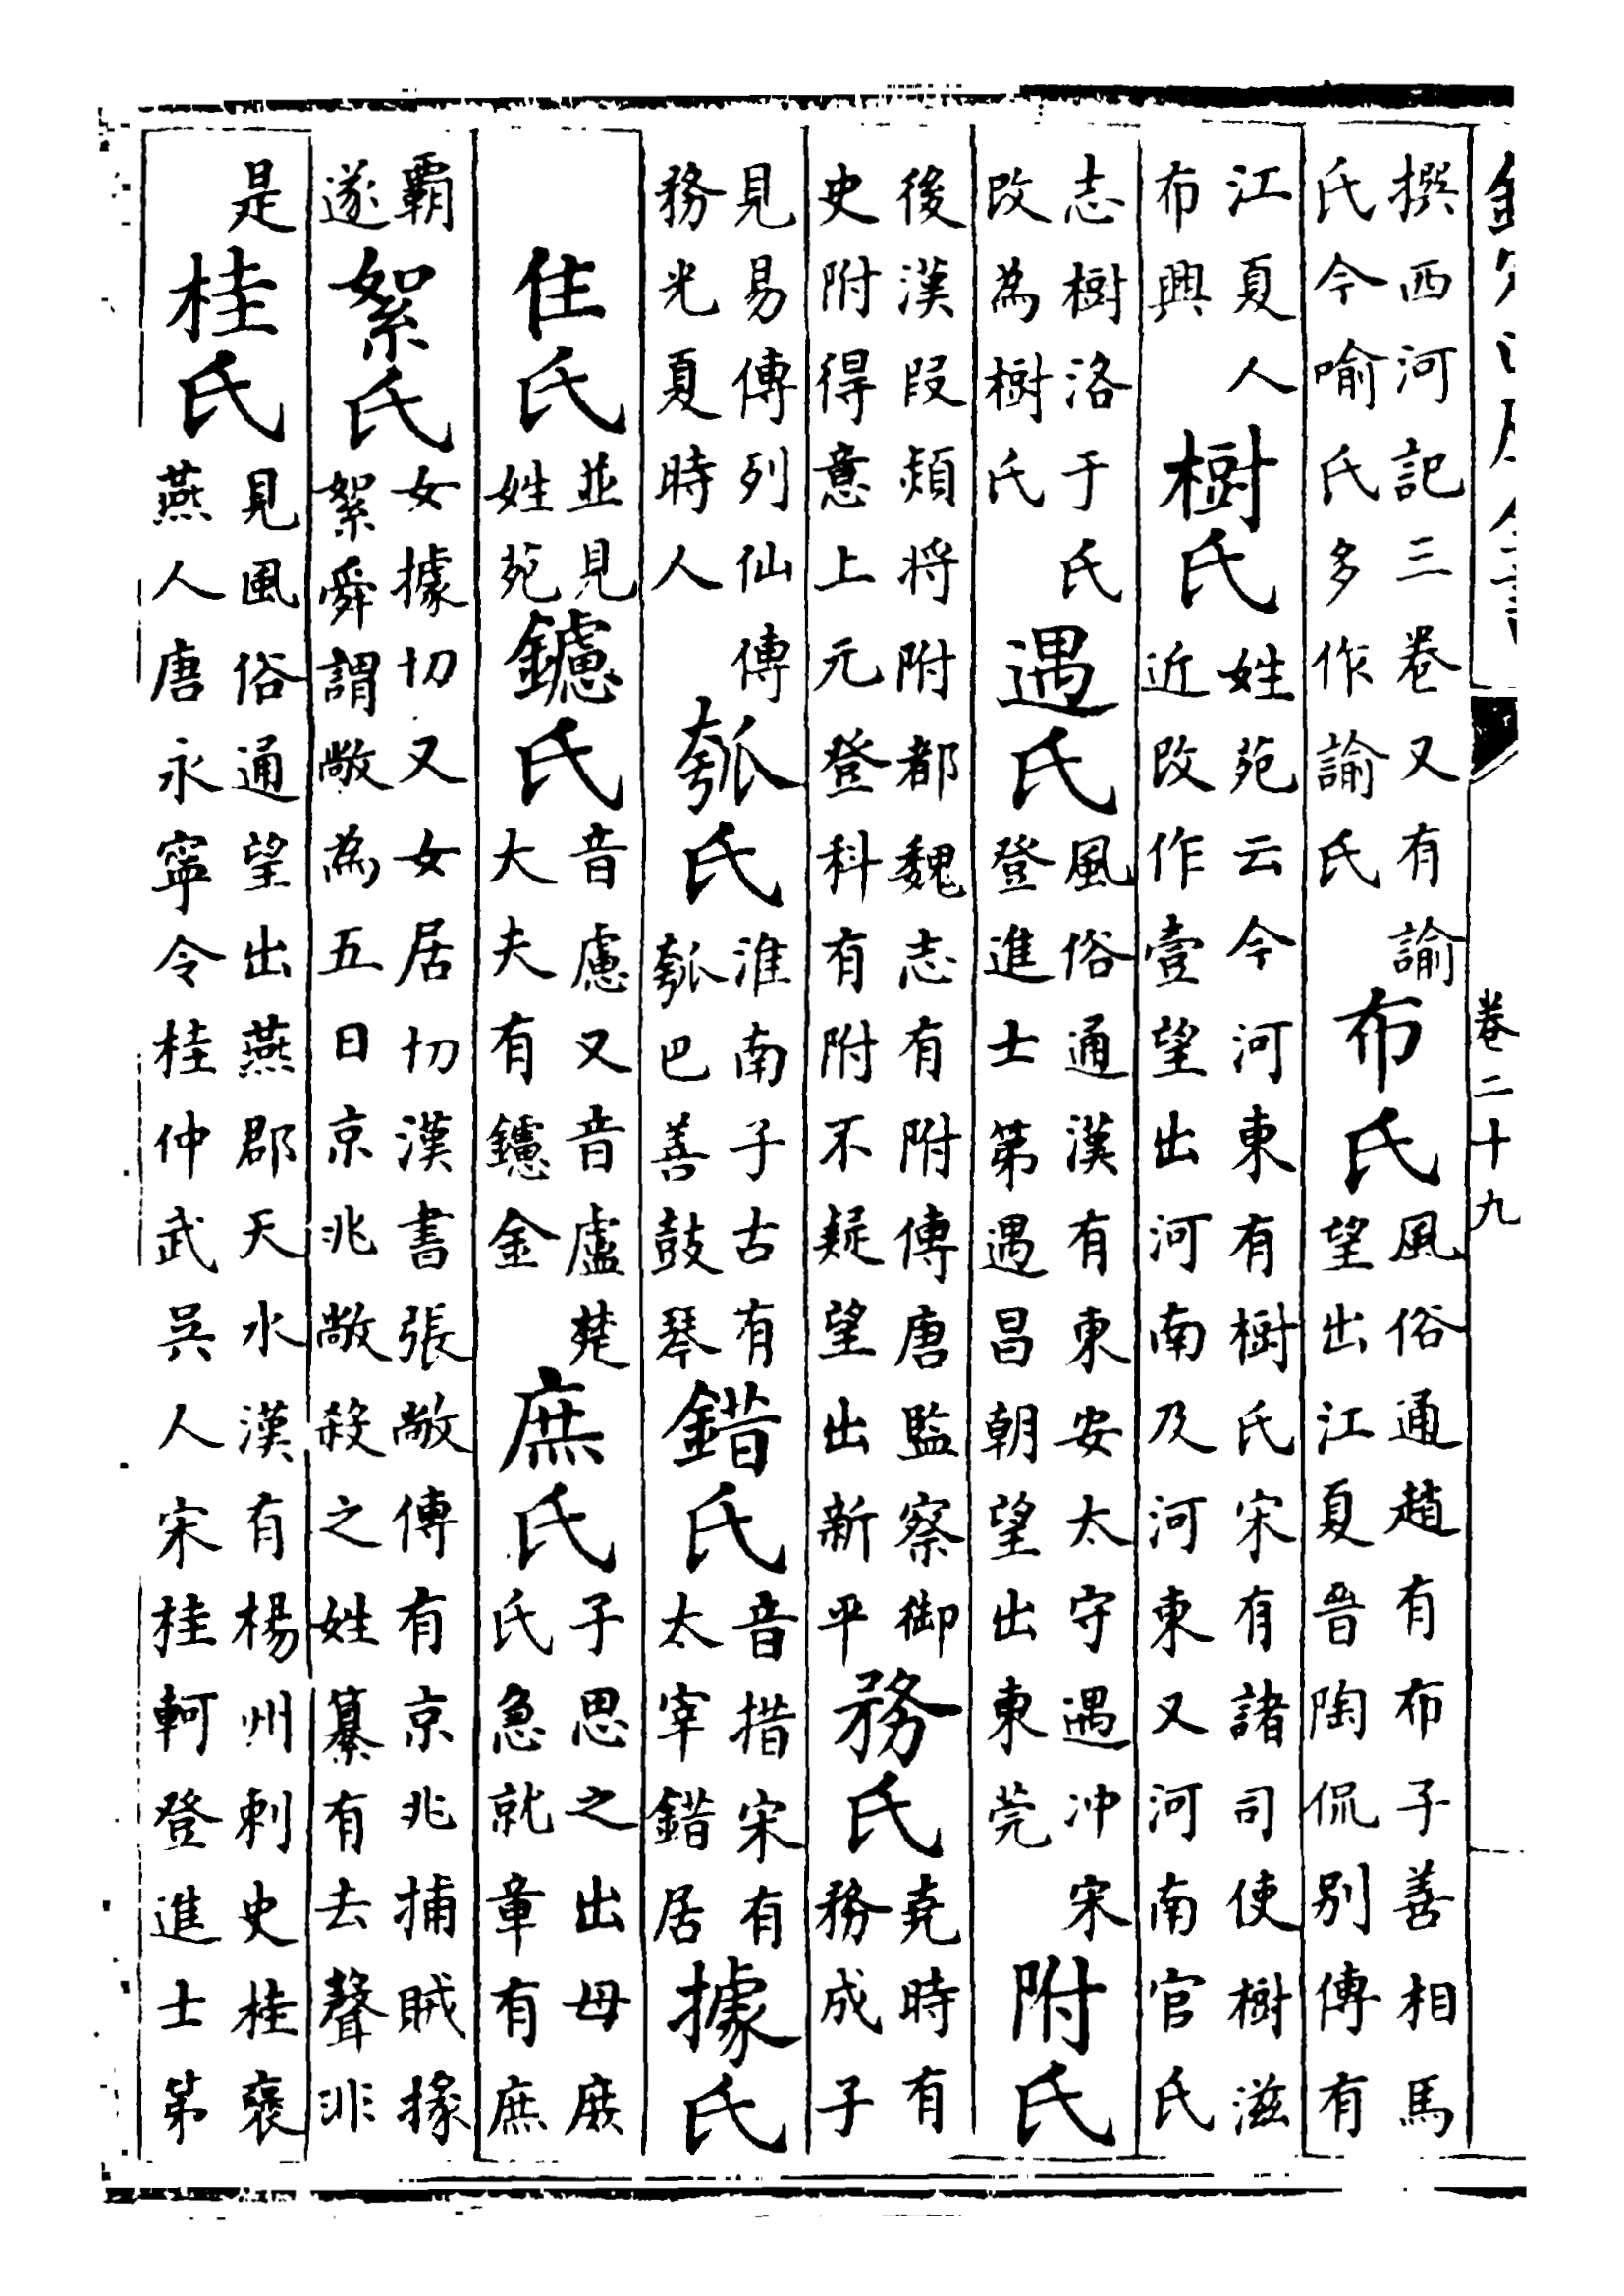 卷二十九
撰西河記三卷又有諭
氏今喻氏多作諭氏
布氏
風俗通趙有布子善相馬
望出江夏晉陶侃別傳有
江夏人
布興
樹氏
姓苑云今河東有樹氏宋有諸司使樹滋
近改作壹望出河南及河東又河南官氏
志樹洛于氏
改為樹氏
遇氏
風俗通漢有東安太守遇冲宋
登進士第遇昌朝望出東莞
附氏
後漢段熲將附都魏志有附傳唐監察御
史附得意上元登科有附不疑望出新平
務氏
堯時有
務成子
見易傳列仙傳
務光夏時人
瓠氏
淮南子古有
瓠巴善鼓琴
錯氏
音措宋有
太宰錯居
據氏
住氏
並見
姓苑
鑢氏
音慮又音盧楚
大夫有鑢金
庶氏
子思之出母庶
氏急就章有庶
霸
遂
絮氏
女據切又女居切漢書張敞傳有京兆捕賊掾
絮舜謂敞為五日京兆敞殺之姓纂有去聲非
是
桂氏
見風俗通望出燕郡天水漢有楊州刺史桂褒
燕人唐永寧令桂仲武吳人宋桂軻登進士第